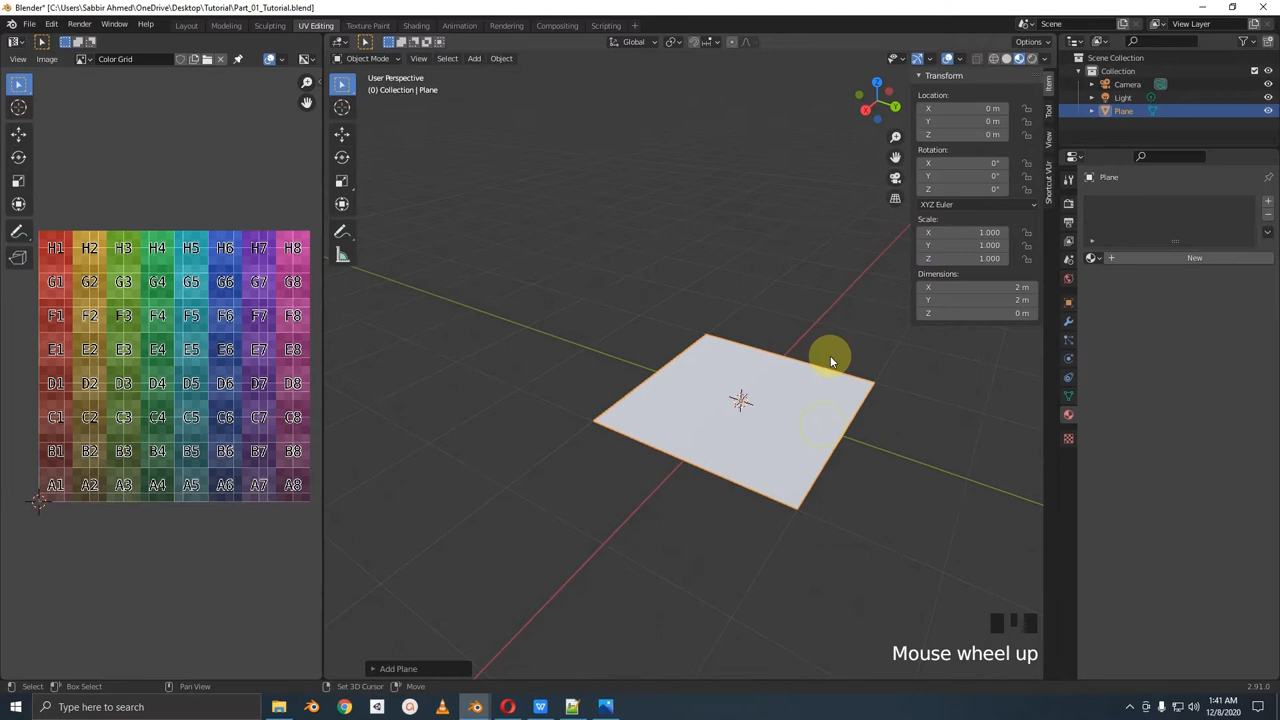 Blender* [C:\Users\Sabbir Ahmed\OneDrive\Desktop\Tutorial\Part_01_Tutorial.blend]
File Edit Render Window Help Layout Modeling Sculpting UV Editing Texture Paint Shading Animation Rendering Compositing Scripting Scene View Layer
Global Options
View Image Color Grid Object Mode View Select Add Object
Scene Collection
Collection
Camera
Light
Plane
User Perspective
(0) Collection | Plane
Transform
Location:
X 0 m
Y 0 m
Z 0 m
Rotation:
X 0°
Y 0°
Z 0°
XYZ Euler
Scale:
X 1.000
Y 1.000
Z 1.000
Dimensions:
X 2 m
Y 2 m
Z 0 m
Item
Tool
View
Shortcut VUr
Plane
New
H1 H2 H3 H4 H5 H6 H7 H8
G1 G2 G3 G4 G5 G6 G7 G8
F1 F2 F3 F4 F5 F6 F7 F8
E1 E2 E3 E4 E5 E6 E7 E8
D1 D2 D3 D4 D5 D6 D7 D8
C1 C2 C3 C4 C5 C6 C7 C8
B1 B2 B3 B4 B5 B6 B7 B8
A1 A2 A3 A4 A5 A6 A7 A8
Mouse wheel up
Add Plane
Select Box Select Pan View Set 3D Cursor Move 2.91.0
Type here to search
1:41 AM
12/8/2020